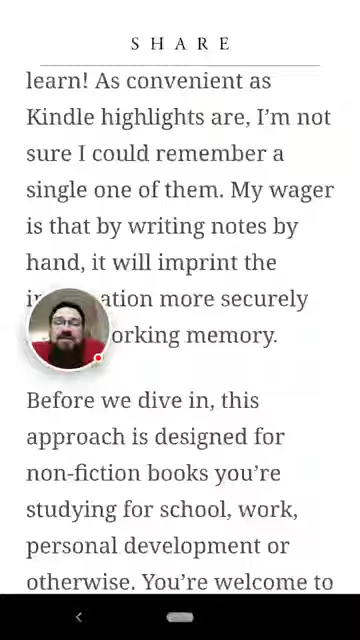 SHARE
learn! As convenient as
Kindle highlights are, I'm not
sure I could remember a
single one of them. My wager
is that by writing notes by
hand, it will imprint the
more securely
memory.
Before we dive in, this
approach is designed for
non-fiction books you're
studying for school, work,
personal development or
otherwise. You're welcome to